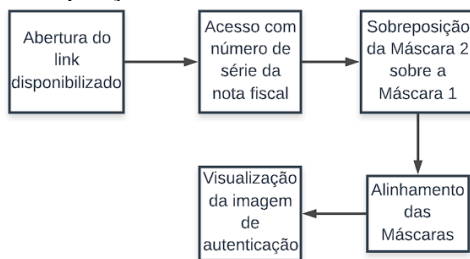 Abertura do
link
disponibilizado
Acesso com
número de
série da
nota fiscal
Sobreposição
da Máscara 2
sobre a
Máscara 1
Alinhamento
das
Máscaras
Visualização
da imagem
de
autenticação